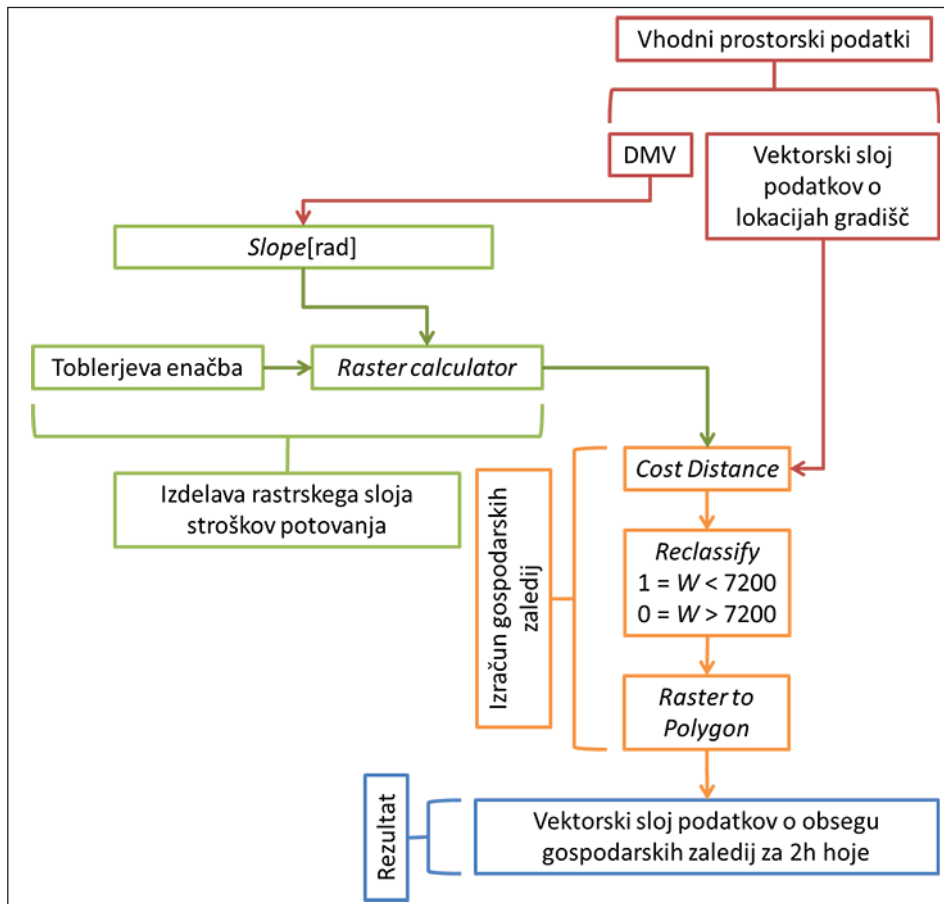 Vhodni prostorski podatki
DMV
Vektorski sloj
podatkov o
lokacijah gradišč
Slope[rad]
Toblerjeva enačba
Raster calculator
Izdelava rastrskega sloja
stroškov potovanja
Cost Distance
Izračun gospodarskih
zaledij
Reclassify
1 = W < 7200
0 = W > 7200
Raster to
Polygon
Rezultat
Vektorski sloj podatkov o obsegu
gospodarskih zaledij za 2h hoje